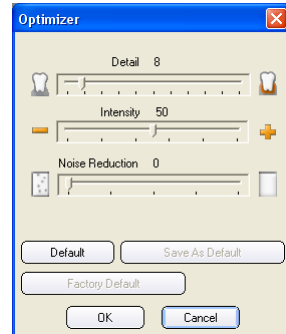 Optimizer
Detail 8
Intensity 50
Noise Reduction 0
Default Save As Default
Factory Default
OK Cancel